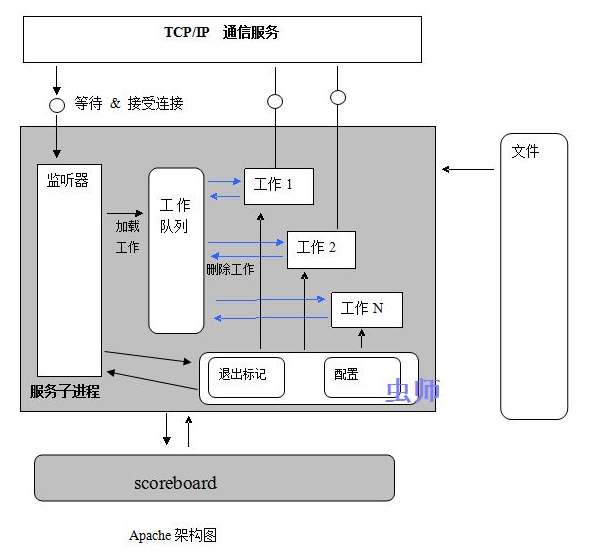 TCP/IP 通信服务
等待 & 接受连接
文件
监听器
工作
队列
工作 1
加载
工作
工作 2
删除工作
工作 N
退出标记
配置
服务子进程
虫师
scoreboard
Apache 架构图